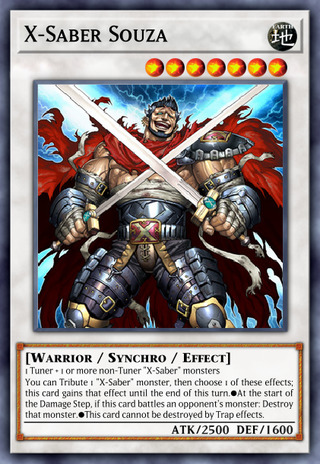 X-Saber Souza
EARTH
地
X
[Warrior / Synchro / Effect]
1 Tuner + 1 or more non-Tuner "X-Saber" monsters
You can Tribute 1 "X-Saber" monster, then choose 1 of these effects;
this card gains that effect until the end of this turn.●At the start of
the Damage Step, if this card battles an opponent's monster: Destroy
that monster.●This card cannot be destroyed by Trap effects.
ATK/2500 DEF/1600